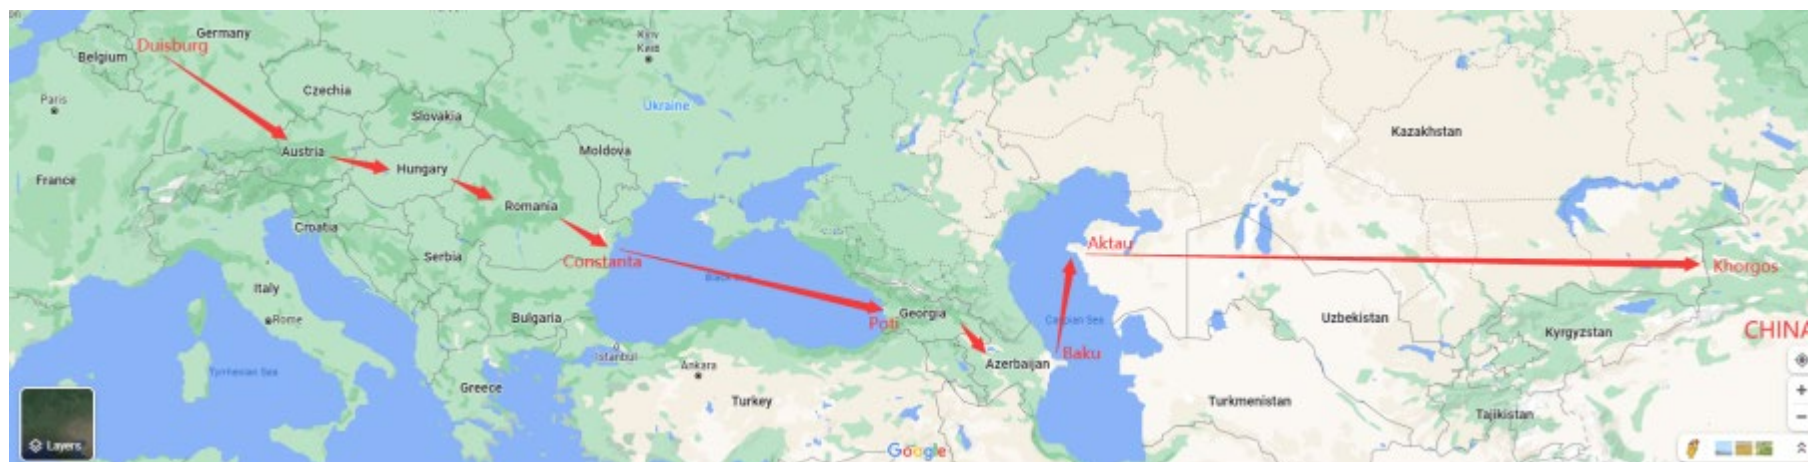 Germany
Duisburg
Belgium
Kyiv
Czechia
Paris
Ukraine
Slovakia
Kazakhstan
Austria
Moldova
Hungary
France
Romania
Croatia
Aktau
Serbia
Constanta
Khorgos
Black Sea
Italy
Georgia
Rome
Bulgaria
Poti
Caspian Sea
Uzbekistan
Kyrgyzstan
CHINA
Istanbul
Baku
Ankara
Azerbaijan
Tyrrhenian Sea
Greece
Turkey
Turkmenistan
Tajikistan
Layers
Google